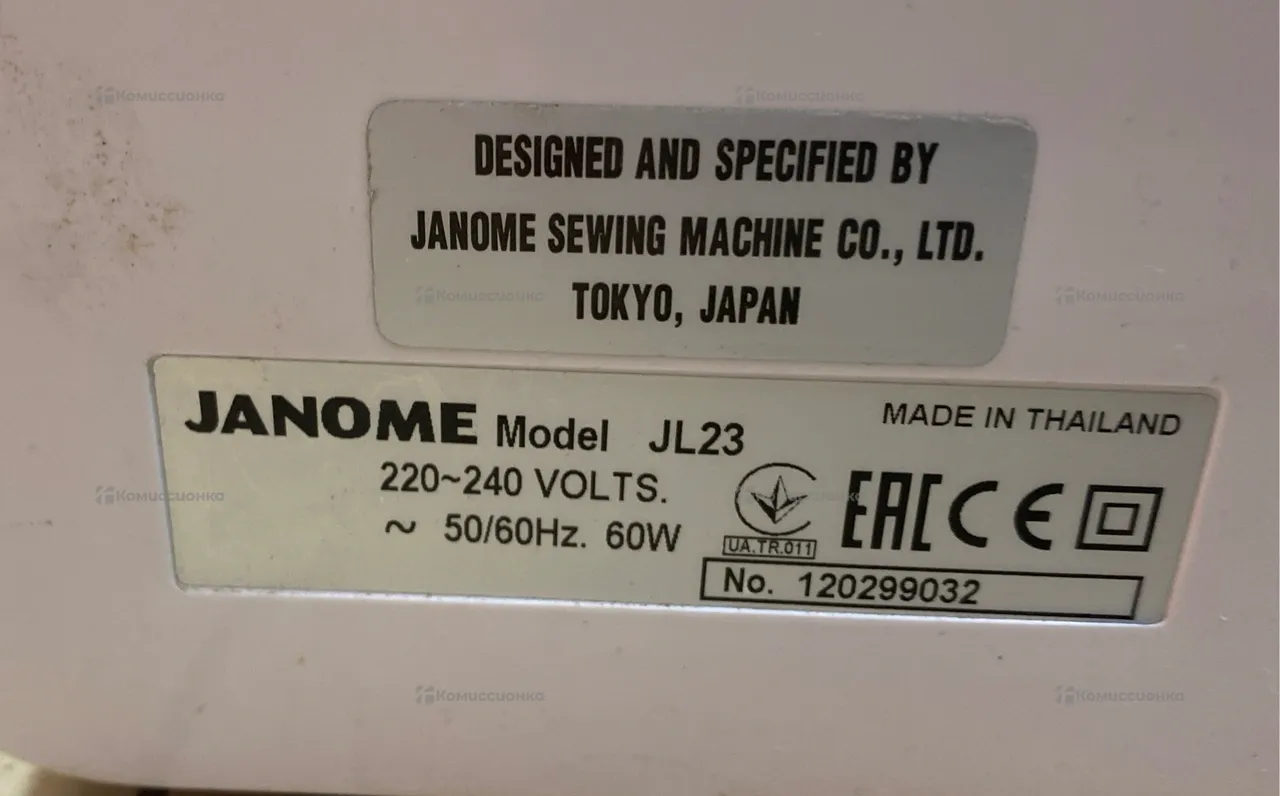 DESIGNED AND SPECIFIED BY
JANOME SEWING MACHINE CO., LTD.
TOKYO, JAPAN
JANOME Model JL23
MADE IN THAILAND
220~240 VOLTS.
~ 50/60Hz. 60W
UA.TR.011
EAC CE
No. 120299032
Комиссионка
Комиссионка
Комиссионка
Комиссионка
Комиссионка
Комиссионка
Комиссионка
Комиссионка